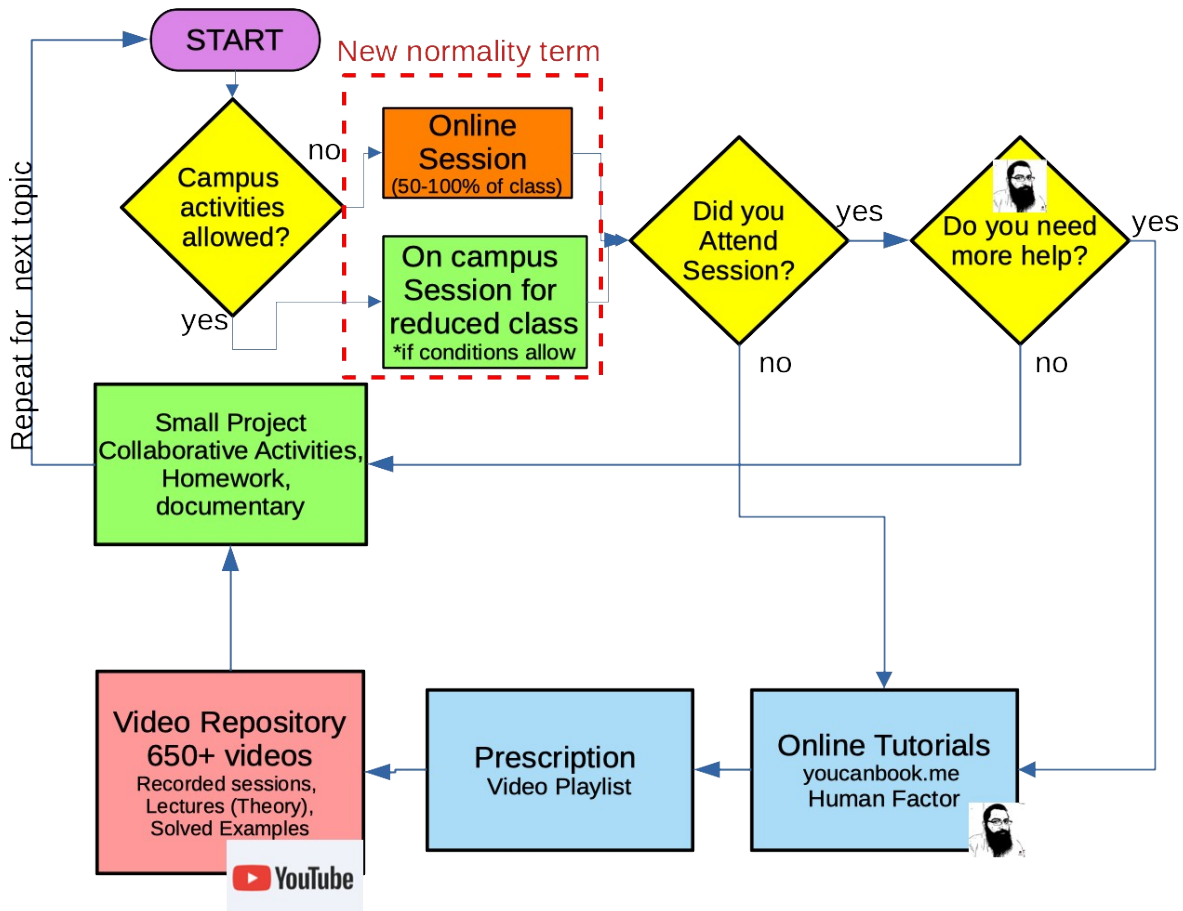 START
New normality term
Campus
activities
allowed?
no
yes
Online
Session
(50-100% of class)
On campus
Session for
reduced class
*if conditions allow
Did you
Attend
Session?
yes
no
Do you need
more help?
yes
no
Repeat for next topic
Small Project
Collaborative Activities,
Homework,
documentary
Video Repository
650+ videos
Recorded sessions,
Lectures (Theory),
Solved Examples
YouTube
Prescription
Video Playlist
Online Tutorials
youcanbook.me
Human Factor